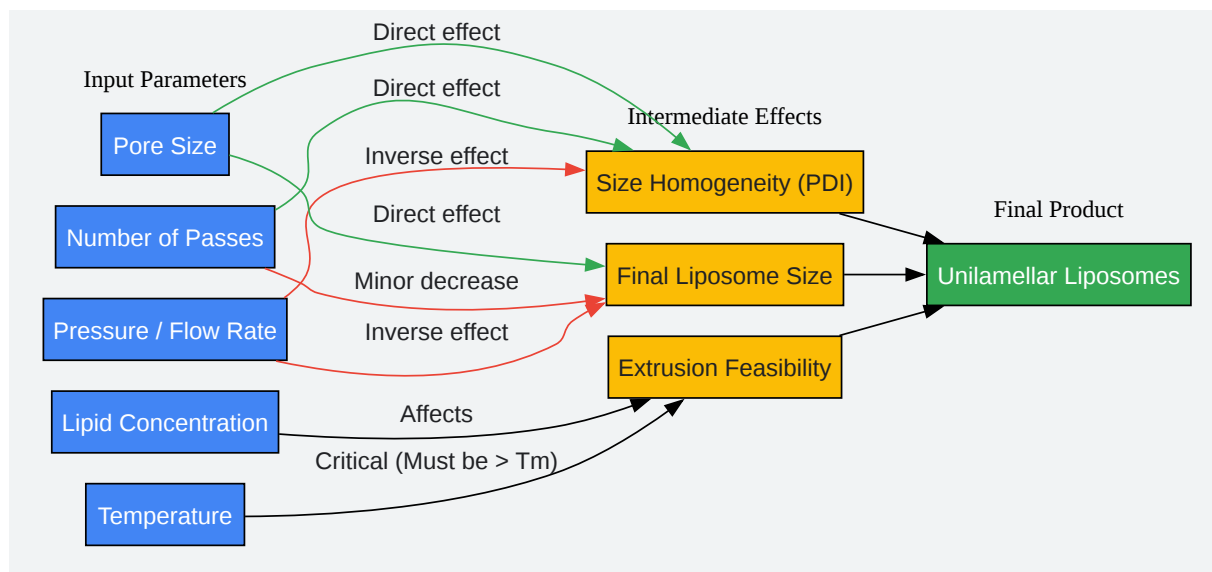 Direct effect
Input Parameters
Direct effect
Intermediate Effects
Pore Size
Inverse effect
Size Homogeneity (PDI)
Direct effect
Final Product
Number of Passes
Final Liposome Size
Unilamellar Liposomes
Minor decrease
Pressure / Flow Rate
Inverse effect
Extrusion Feasibility
Lipid Concentration
Affects
Critical (Must be > Tm)
Temperature